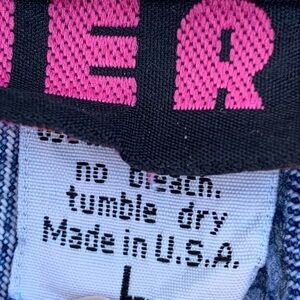 ER
no bleach.
tumble dry
Made in U.S.A.
L